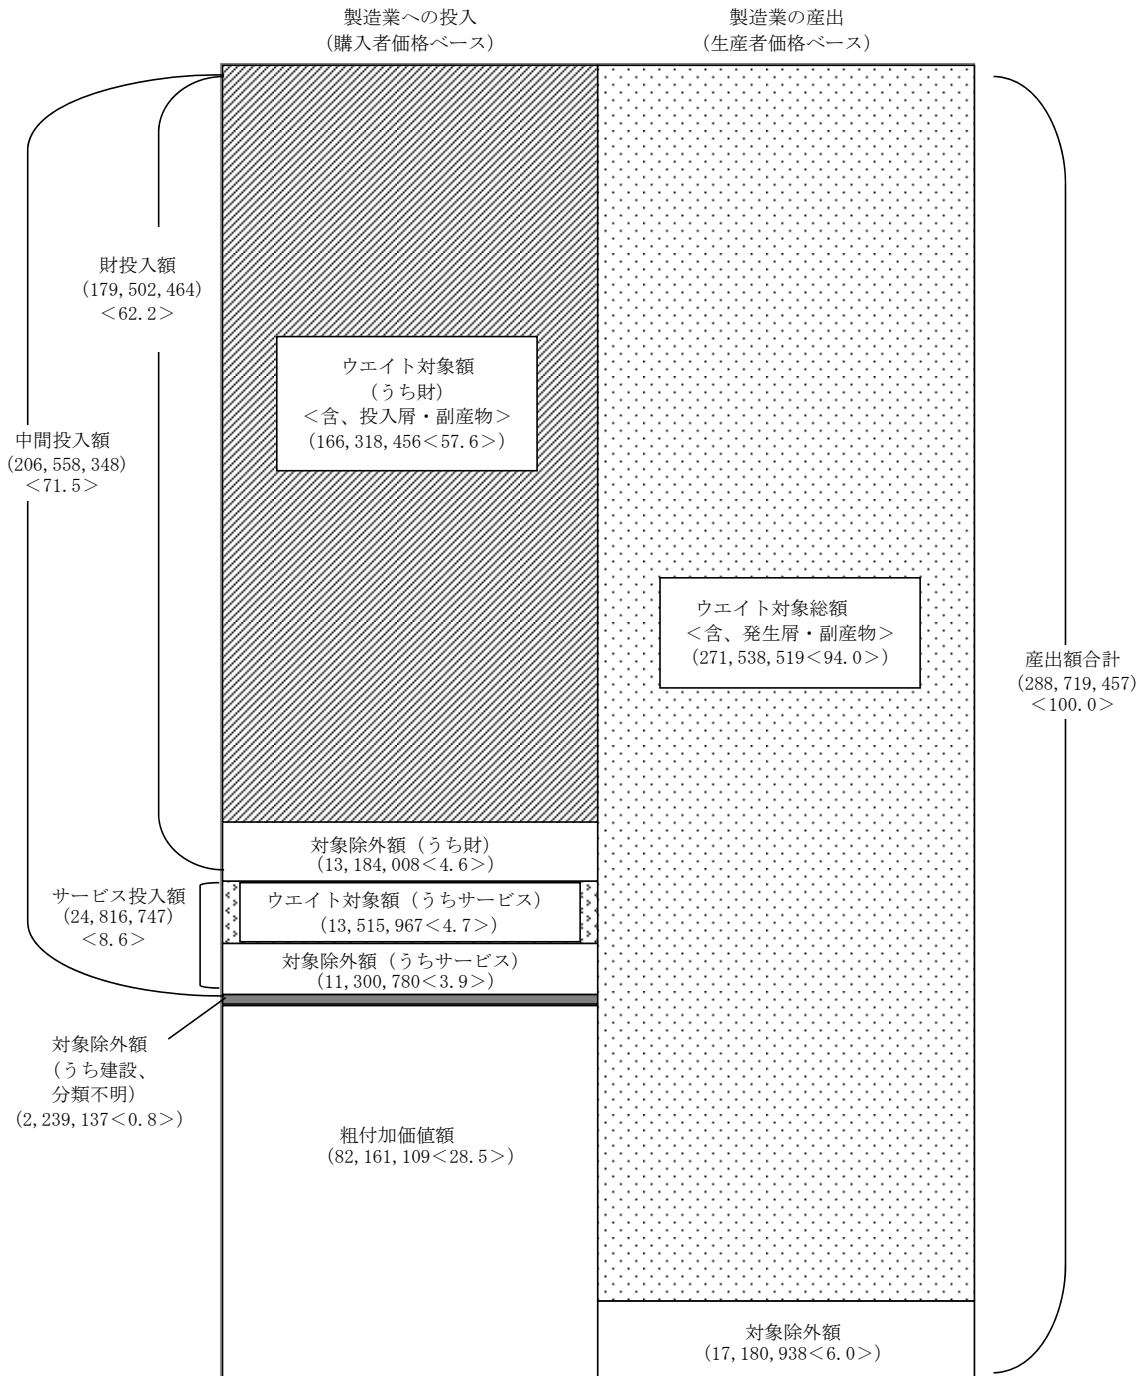 製造業への投入
（購入者価格ベース）
製造業の産出
（生産者価格ベース）
財投入額
(179,502,464)
＜62.2＞
ウエイト対象額
（うち財）
＜含、投入屑・副産物＞
(166,318,456＜57.6＞)
中間投入額
(206,558,348)
＜71.5＞
ウエイト対象総額
＜含、発生屑・副産物＞
(271,538,519＜94.0＞)
産出額合計
(288,719,457)
＜100.0＞
対象除外額（うち財）
(13,184,008＜4.6＞)
サービス投入額
(24,816,747)
＜8.6＞
ウエイト対象額（うちサービス）
(13,515,967＜4.7＞)
対象除外額（うちサービス）
(11,300,780＜3.9＞)
対象除外額
（うち建設、
分類不明）
(2,239,137＜0.8＞)
粗付加価値額
(82,161,109＜28.5＞)
対象除外額
(17,180,938＜6.0＞)